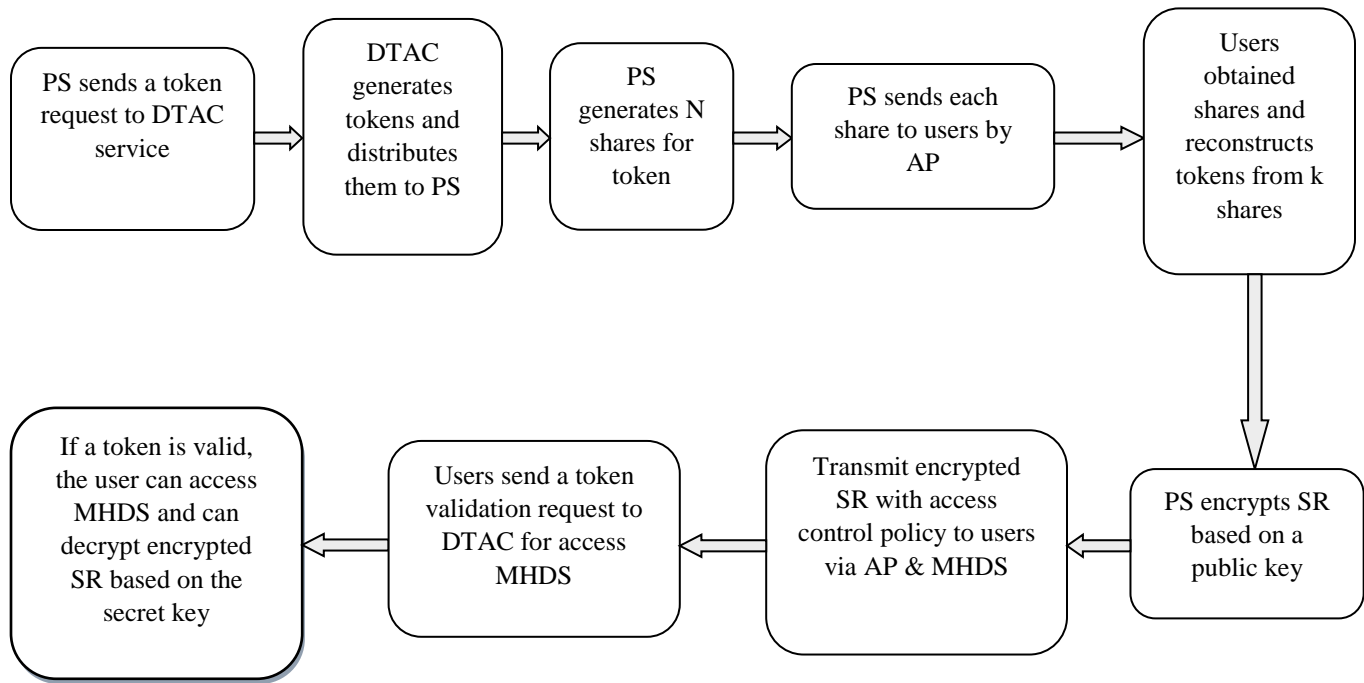 PS sends a token
request to DTAC
service
DTAC
generates
tokens and
distributes
them to PS
PS
generates N
shares for
token
PS sends each
share to users by
AP
Users
obtained
shares and
reconstructs
tokens from k
shares
PS encrypts SR
based on a
public key
Transmit encrypted
SR with access
control policy to users
via AP & MHDS
Users send a token
validation request to
DTAC for access
MHDS
If a token is valid,
the user can access
MHDS and can
decrypt encrypted
SR based on the
secret key